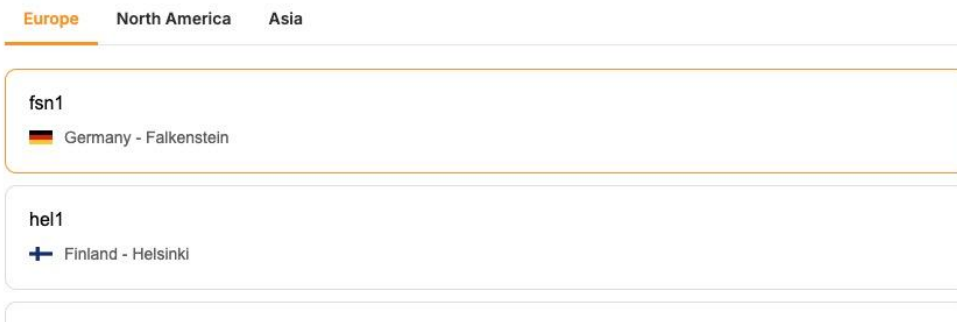 Europe North America Asia
fsn1
Germany - Falkenstein
hel1
Finland - Helsinki